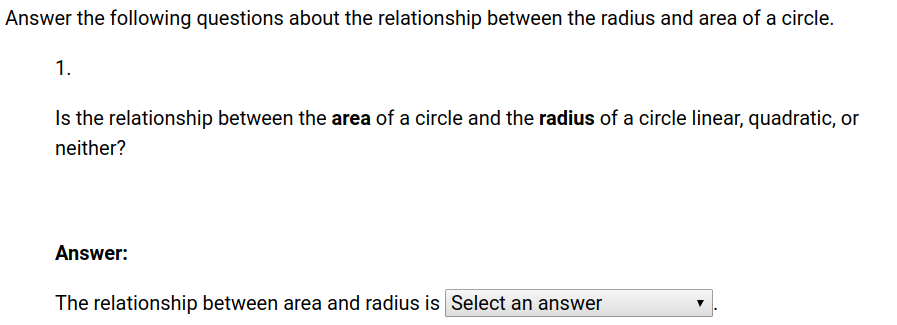 Answer the following questions about the relationship between the radius and area of a circle.
1.
Is the relationship between the area of a circle and the radius of a circle linear, quadratic, or
neither?
Answer:
The relationship between area and radius is Select an answer .